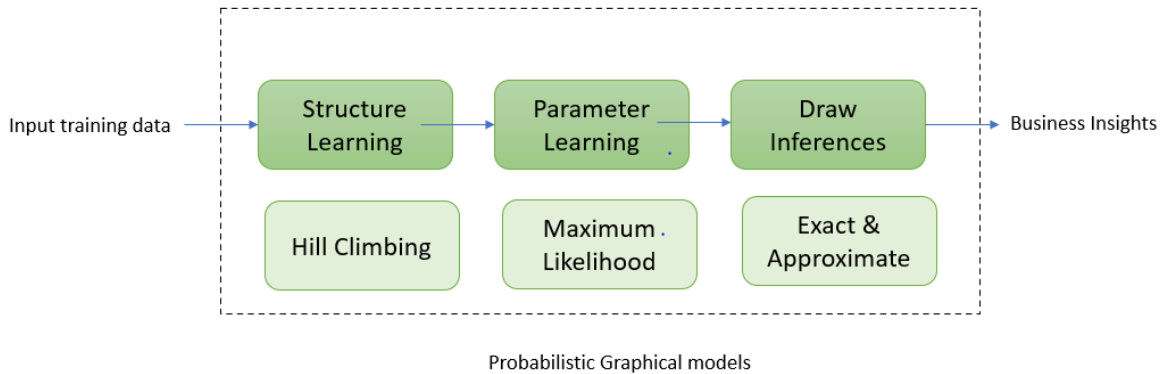 Input training data
Structure
Learning
Parameter
Learning
Draw
Inferences
Business Insights
Hill Climbing
Maximum
Likelihood
Exact &
Approximate
Probabilistic Graphical models